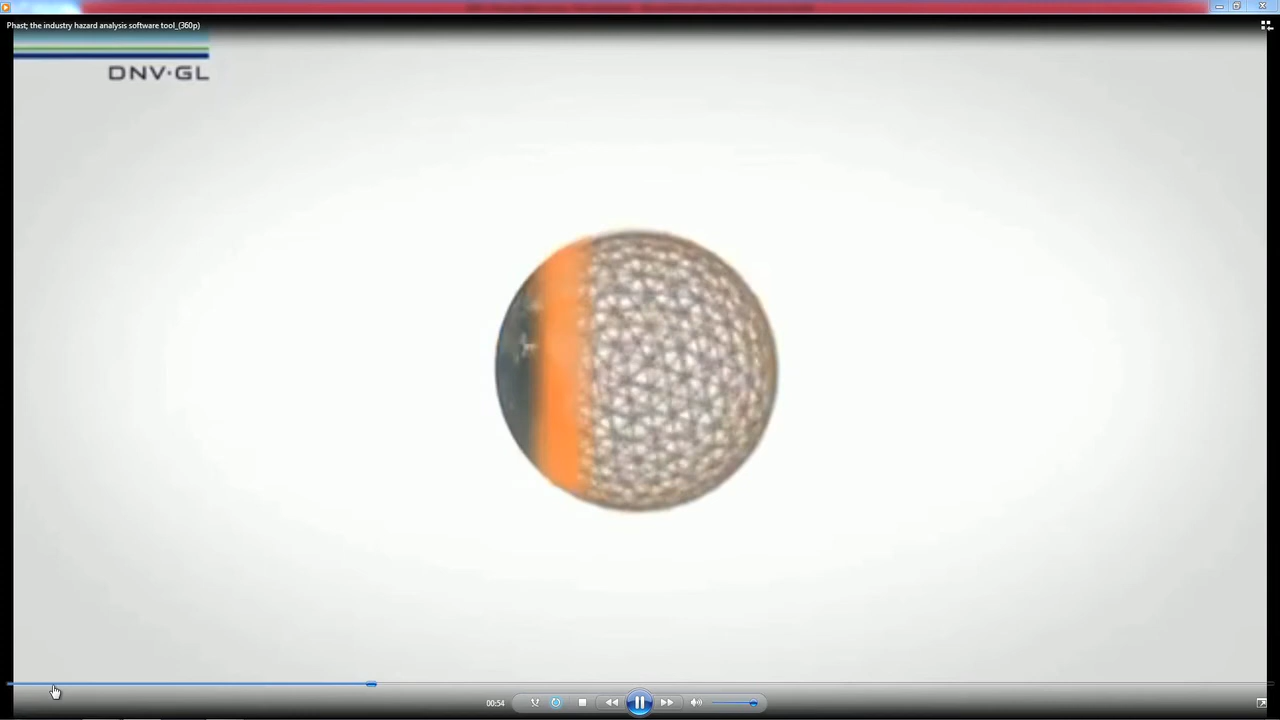 Phast; the industry hazard analysis software tool_(360p)
DNV·GL
00:54